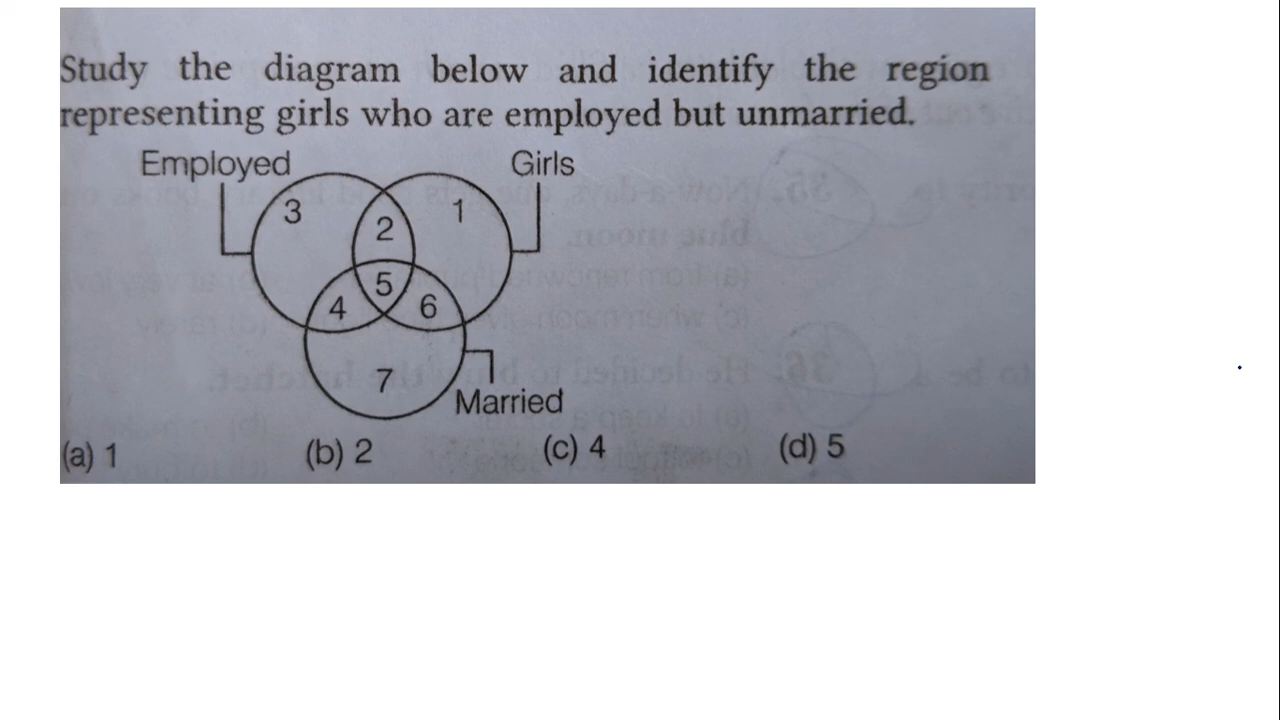 Study the diagram below and identify the region
representing girls who are employed but unmarried.
Employed
Girls
3
2
1
5
4
6
7
Married
(a) 1
(b) 2
(c) 4
(d) 5